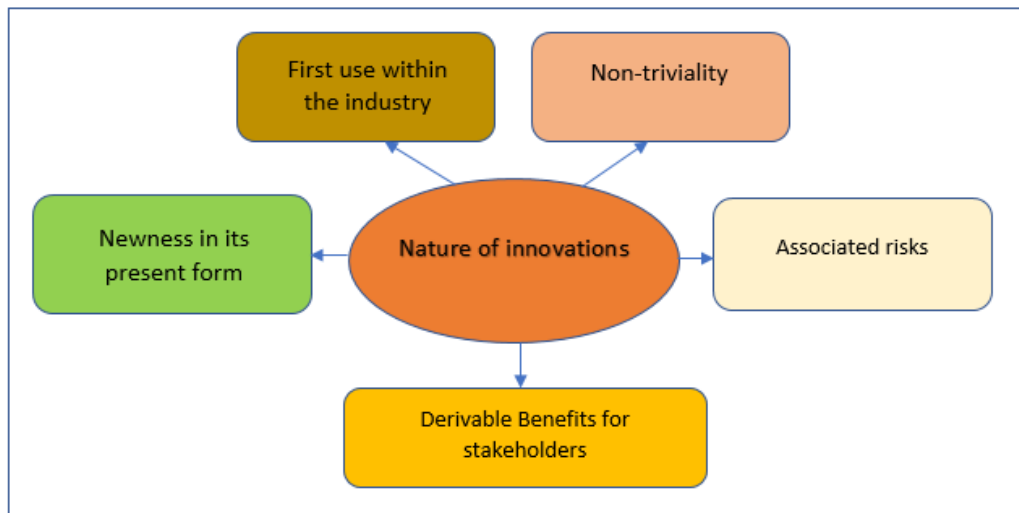 First use within
the industry
Non-triviality
Newness in its
present form
Nature of innovations
Associated risks
Derivable Benefits for
stakeholders